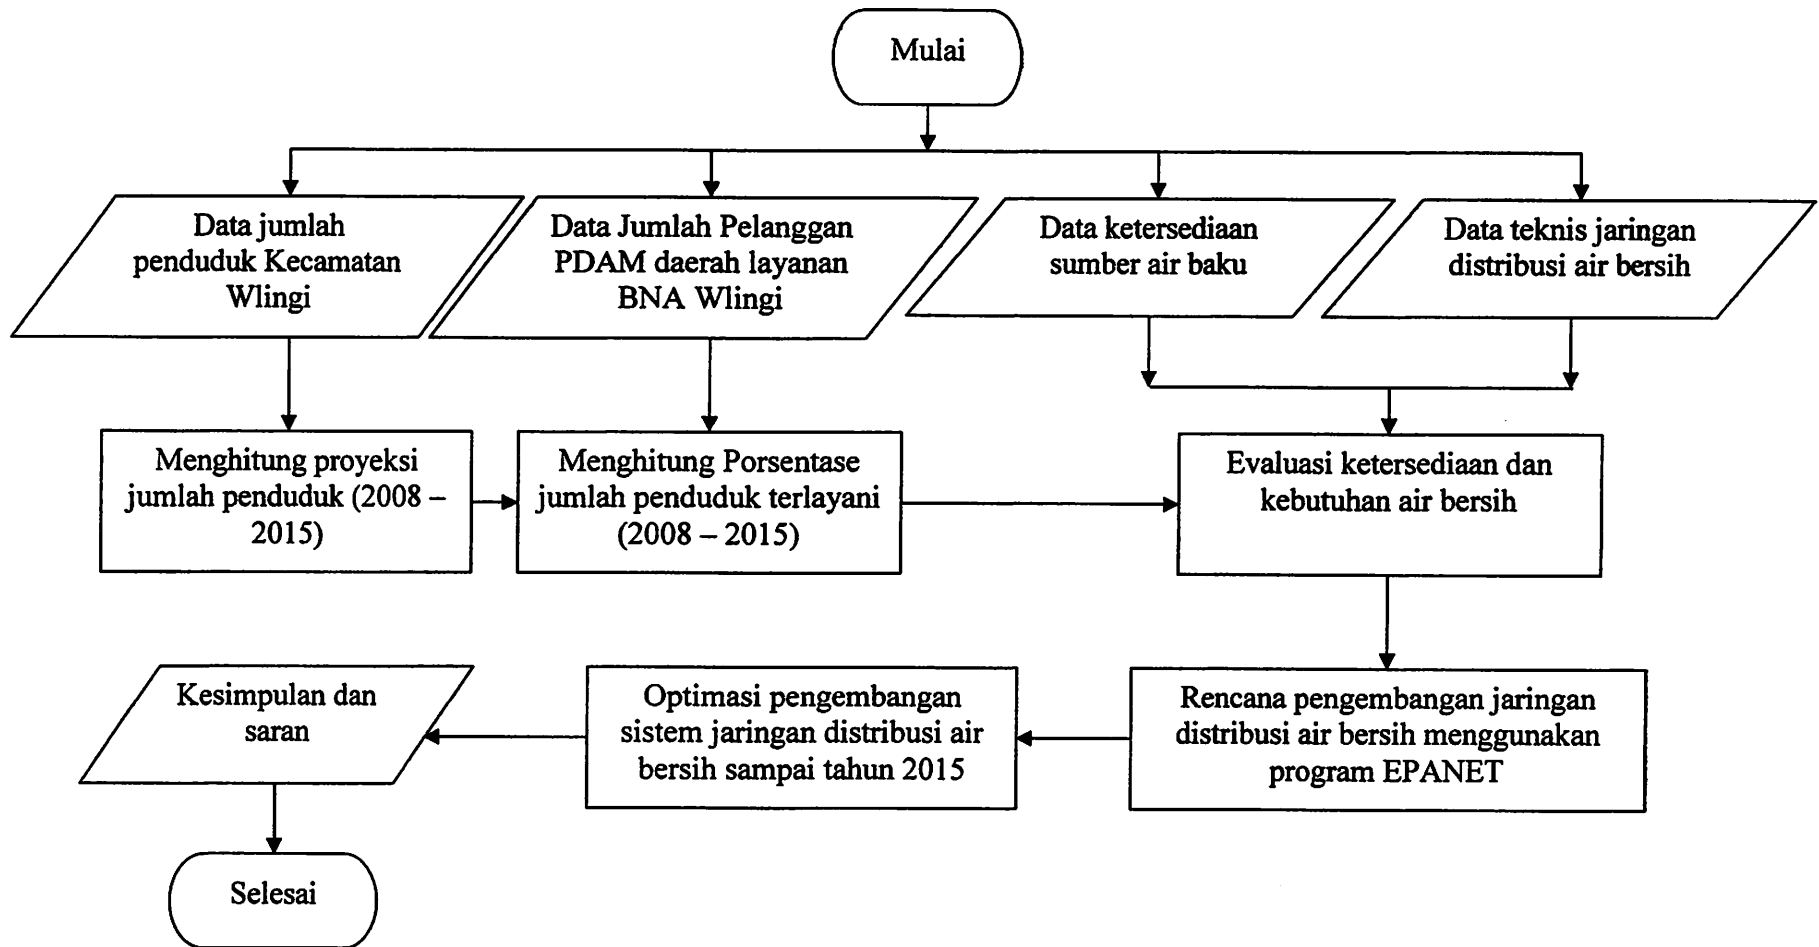 Mulai
Data jumlah
penduduk Kecamatan
Wlingi
Data Jumlah Pelanggan
PDAM daerah layanan
BNA Wlingi
Data ketersediaan
sumber air baku
Data teknis jaringan
distribusi air bersih
Menghitung proyeksi
jumlah penduduk (2008 –
2015)
Menghitung Porsentase
jumlah penduduk terlayani
(2008 – 2015)
Evaluasi ketersediaan dan
kebutuhan air bersih
Rencana pengembangan jaringan
distribusi air bersih menggunakan
program EPANET
Optimasi pengembangan
sistem jaringan distribusi air
bersih sampai tahun 2015
Kesimpulan dan
saran
Selesai